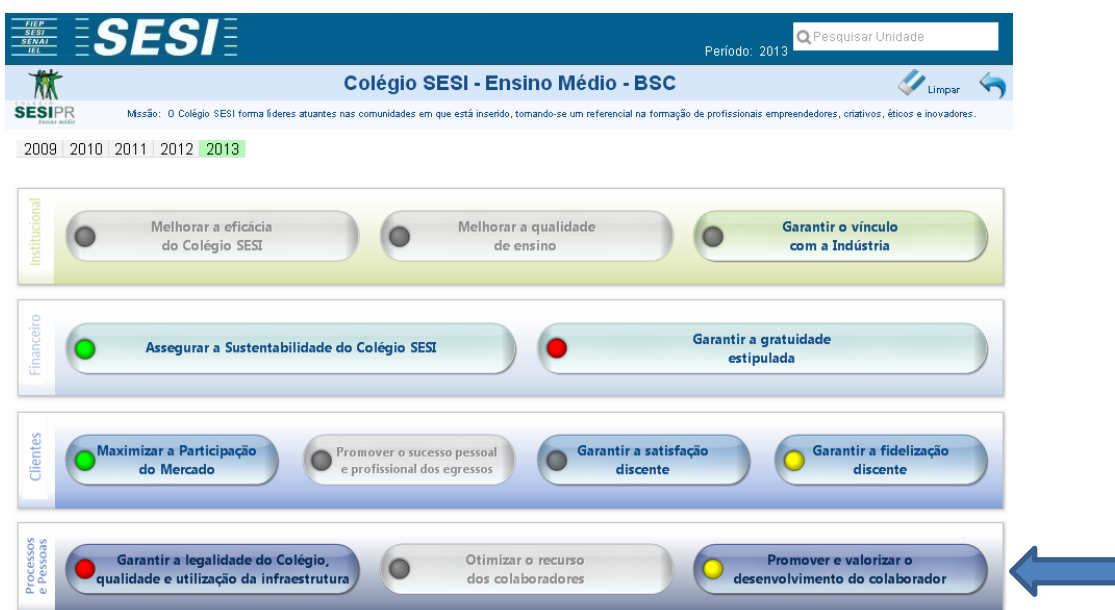 FIEP
SESI
SENAI
IEL
SESI
Período: 2013
Pesquisar Unidade
Colégio SESI - Ensino Médio - BSC
Limpar
COLÉGIO
SESIPR
Ensino médio
Missão: O Colégio SESI forma líderes atuantes nas comunidades em que está inserido, tornando-se um referencial na formação de profissionais empreendedores, criativos, éticos e inovadores.
2009 2010 2011 2012 2013
Institucional
Melhorar a eficácia
do Colégio SESI
Melhorar a qualidade
de ensino
Garantir o vínculo
com a Indústria
Financeiro
Assegurar a Sustentabilidade do Colégio SESI
Garantir a gratuidade
estipulada
Clientes
Maximizar a Participação
do Mercado
Promover o sucesso pessoal
e profissional dos egressos
Garantir a satisfação
discente
Garantir a fidelização
discente
Processos
e Pessoas
Garantir a legalidade do Colégio,
qualidade e utilização da infraestrutura
Otimizar o recurso
dos colaboradores
Promover e valorizar o
desenvolvimento do colaborador